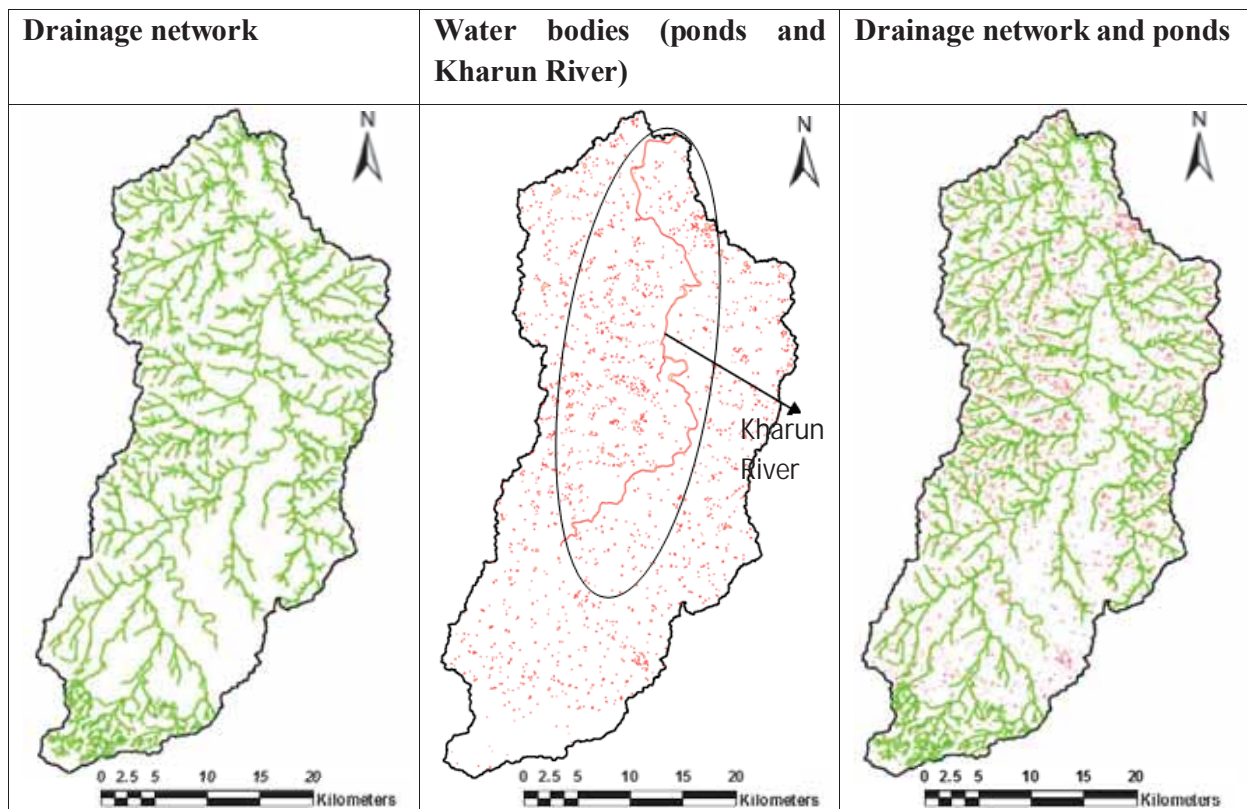 Drainage network
Water bodies (ponds and
Kharun River)
Drainage network and ponds
N
N
N
Kharun
River
0 2.5 5 10 15 20
Kilometers
0 2.5 5 10 15 20
Kilometers
0 2.5 5 10 15 20
Kilometers